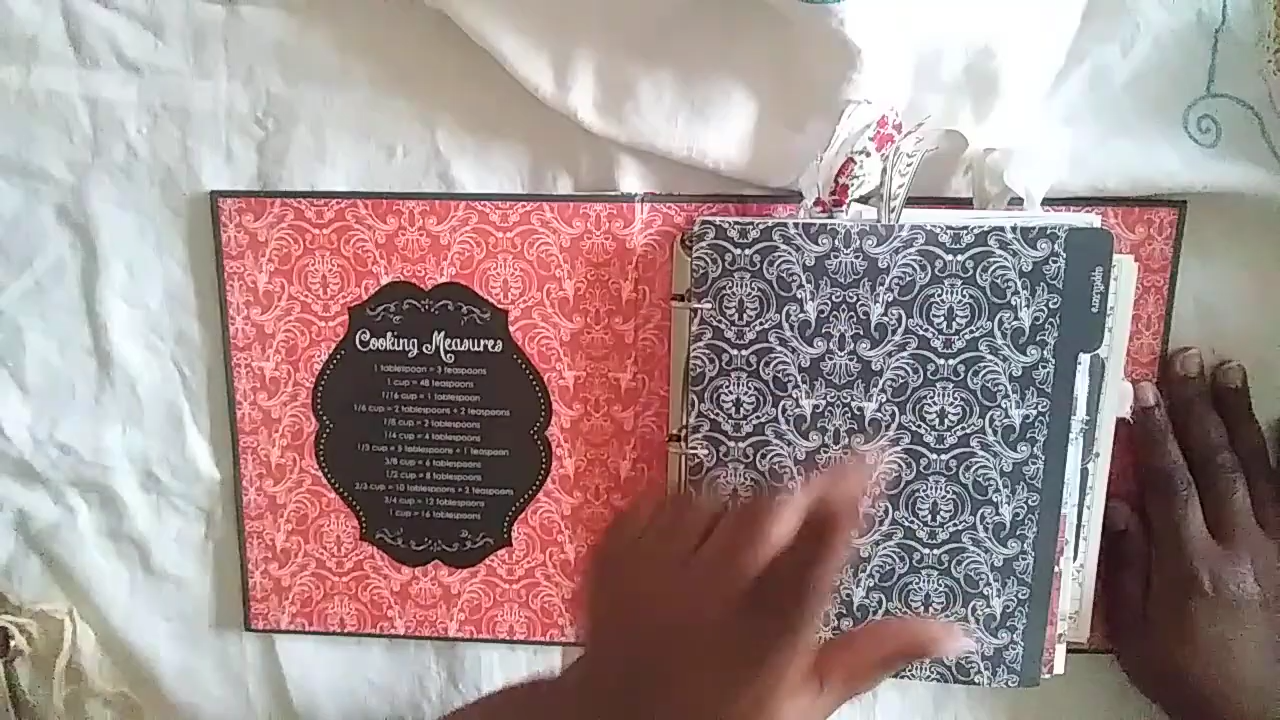 Cooking Measures
1 tablespoon = 3 teaspoons
1 cup = 48 teaspoons
1/16 cup = 1 tablespoon
1/6 cup = 2 tablespoons + 2 teaspoons
1/8 cup = 2 tablespoons
1/4 cup = 4 tablespoons
1/3 cup = 5 tablespoons + 1 teaspoon
3/8 cup = 6 tablespoons
1/2 cup = 8 tablespoons
2/3 cup = 10 tablespoons + 2 teaspoons
3/4 cup = 12 tablespoons
1 cup = 16 tablespoons
appetizers